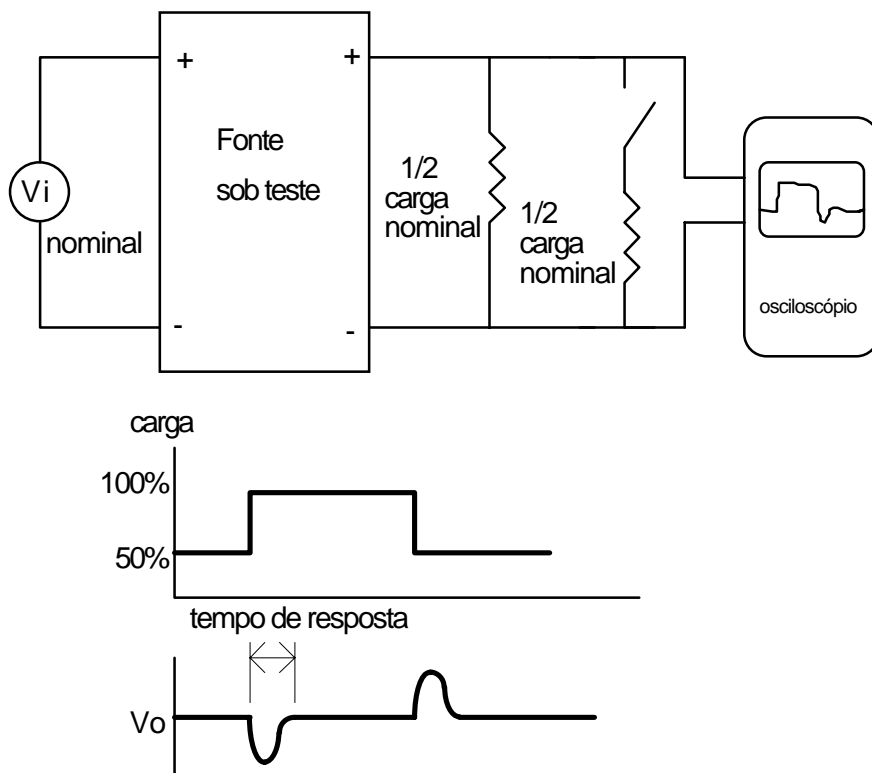 +
+
Fonte
sob teste
Vi
nominal
-
-
1/2
carga
nominal
1/2
carga
nominal
osciloscópio
carga
100%
50%
tempo de resposta
Vo